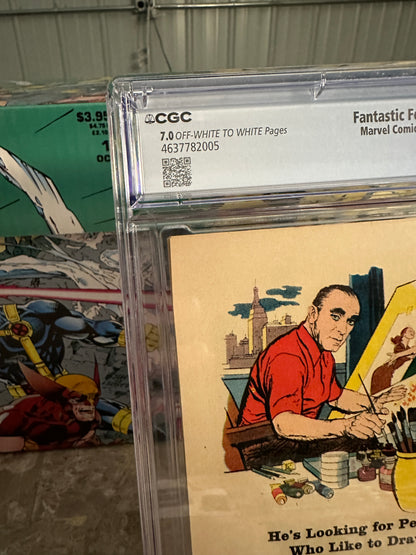 $3.95
CGC
7.0 OFF-WHITE TO WHITE Pages
4637782005
Fantastic Fo
Marvel Comic
He's Looking for Pe
Who Like to Dra